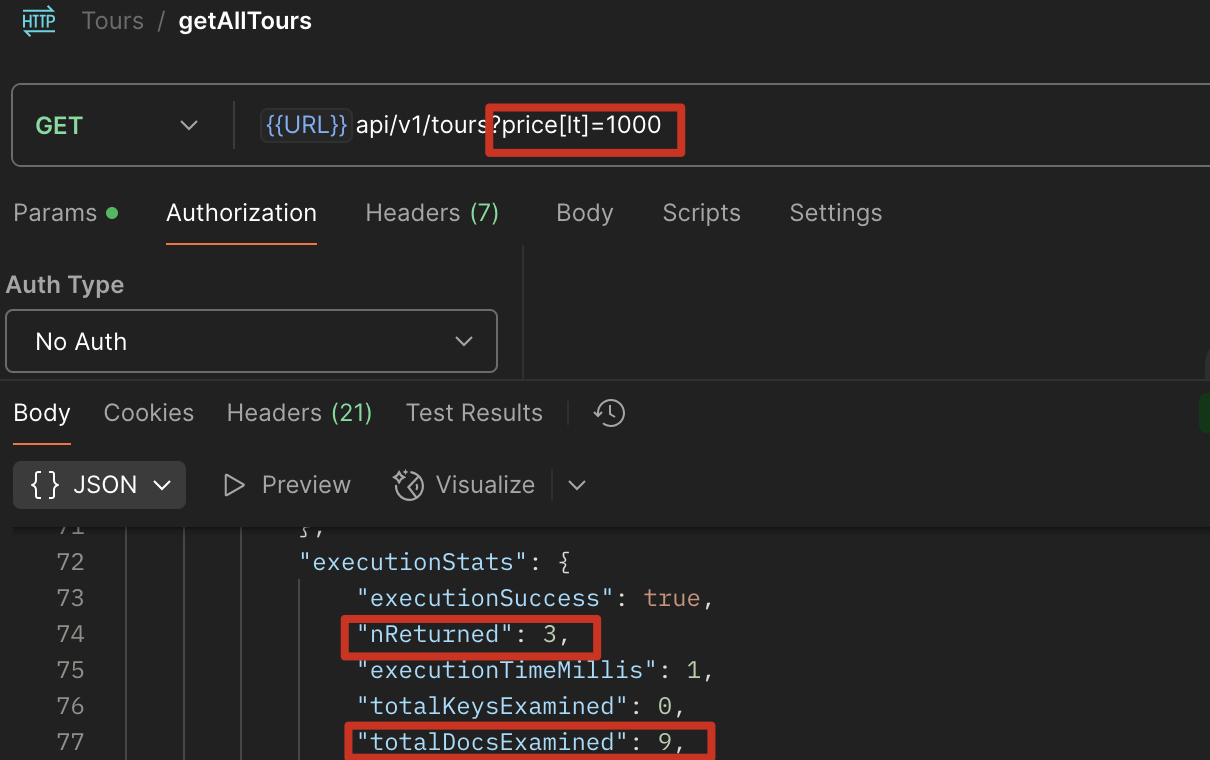 HTTP Tours / getAllTours
GET {{URL}} api/v1/tours?price[lt]=1000
Params Authorization Headers (7) Body Scripts Settings
Auth Type
No Auth
Body Cookies Headers (21) Test Results
{} JSON Preview Visualize
71 },
72 "executionStats": {
73 "executionSuccess": true,
74 "nReturned": 3,
75 "executionTimeMillis": 1,
76 "totalKeysExamined": 0,
77 "totalDocsExamined": 9,